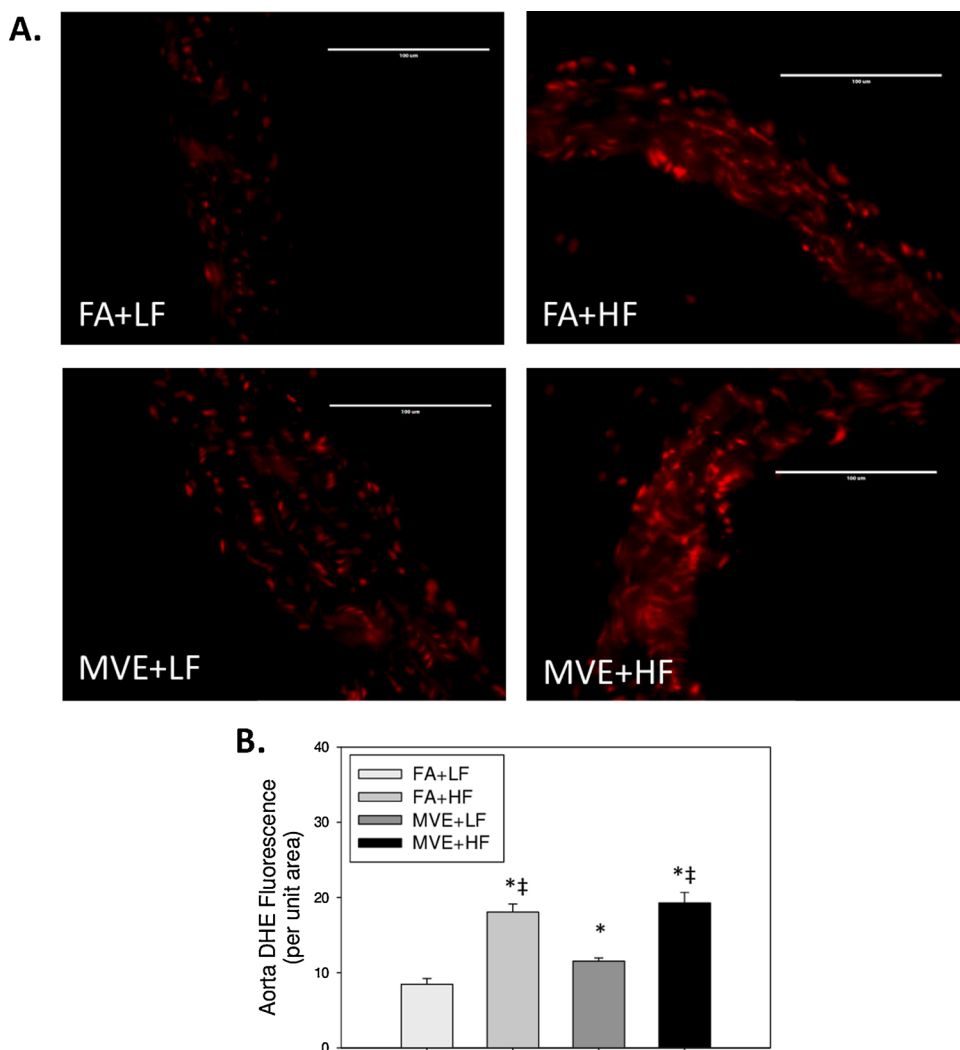 A.
100 um
100 um
FA+LF
FA+HF
100 um
100 um
MVE+LF
MVE+HF
B.
Aorta DHE Fluorescence
(per unit area)
40
30
20
10
0
FA+LF
FA+HF
MVE+LF
MVE+HF
*‡
*
*‡